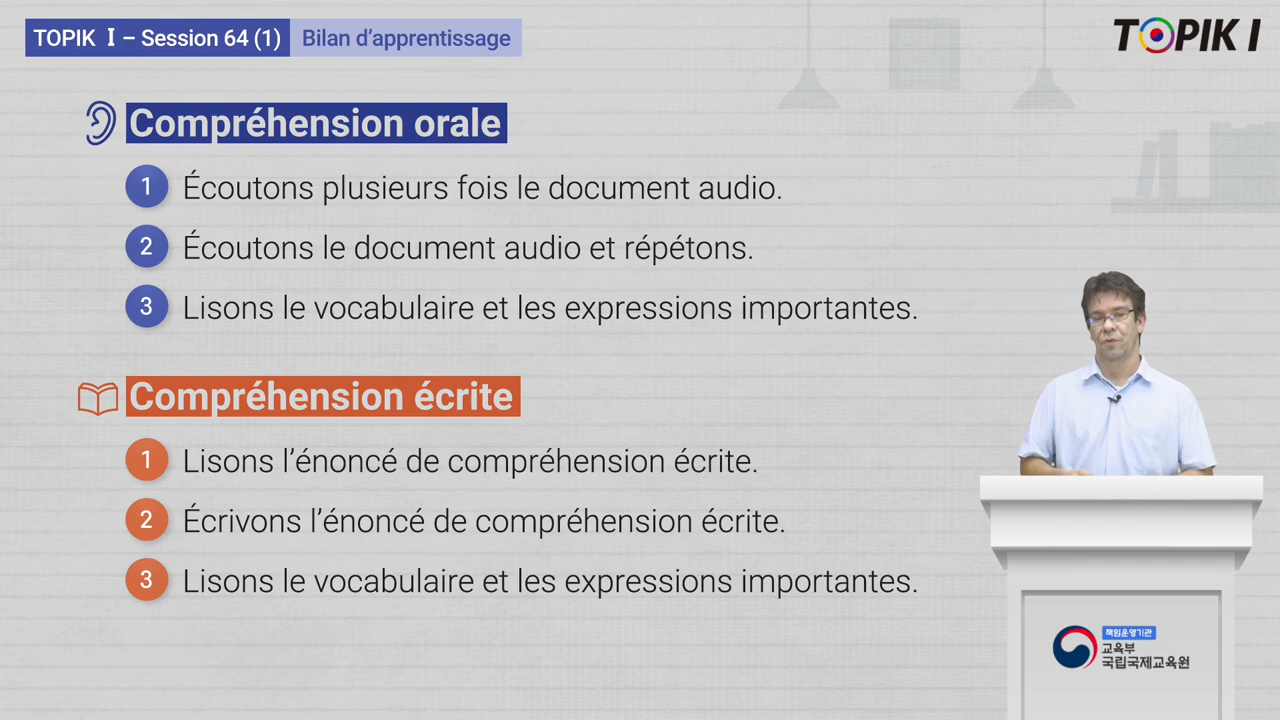 TOPIK Ⅰ – Session 64 (1) Bilan d’apprentissage
TOPIK I
Compréhension orale
1 Écoutons plusieurs fois le document audio.
2 Écoutons le document audio et répétons.
3 Lisons le vocabulaire et les expressions importantes.
Compréhension écrite
1 Lisons l’énoncé de compréhension écrite.
2 Écrivons l’énoncé de compréhension écrite.
3 Lisons le vocabulaire et les expressions importantes.
책임운영기관
교육부
국립국제교육원